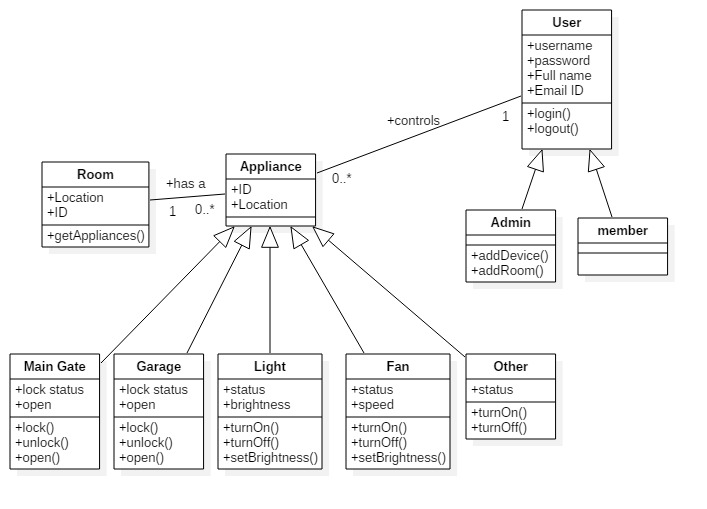 User
+username
+password
+Full name
+Email ID
+login()
+logout()
+controls
1
0..*
Room
+Location
+ID
+getAppliances()
+has a
1
0..*
Appliance
+ID
+Location
Admin
+addDevice()
+addRoom()
member
Main Gate
+lock status
+open
+lock()
+unlock()
+open()
Garage
+lock status
+open
+lock()
+unlock()
+open()
Light
+status
+brightness
+turnOn()
+turnOff()
+setBrightness()
Fan
+status
+speed
+turnOn()
+turnOff()
+setBrightness()
Other
+status
+turnOn()
+turnOff()